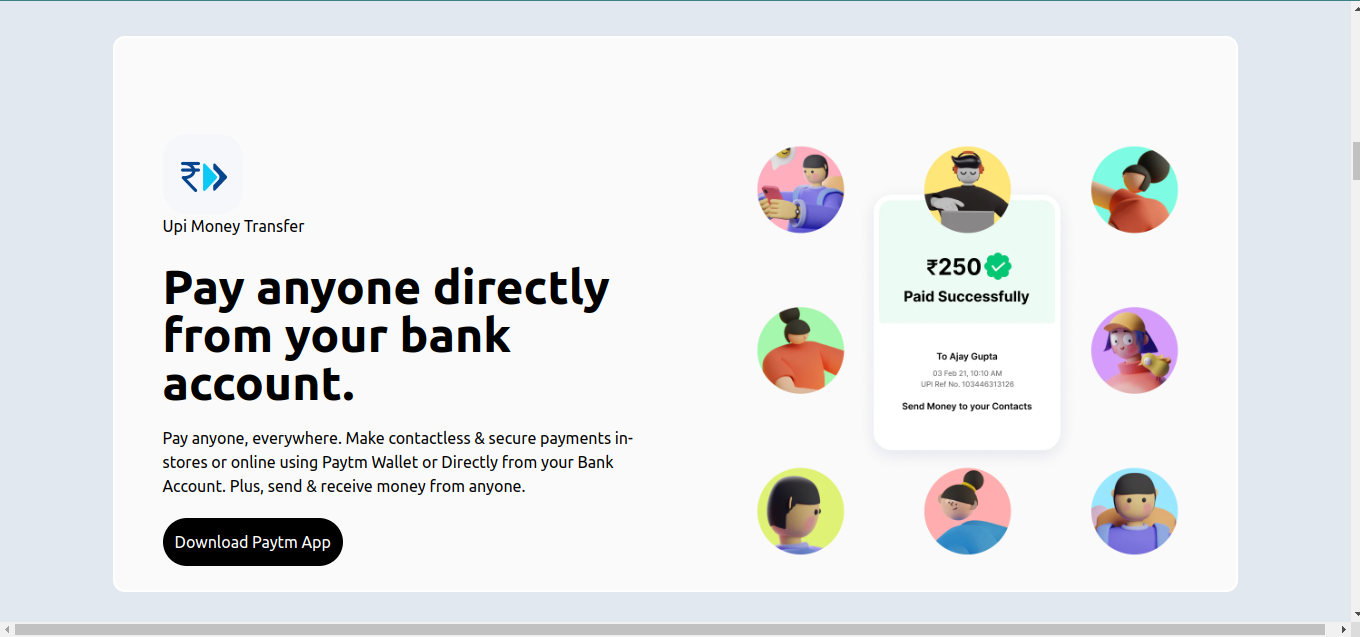 Upi Money Transfer
Pay anyone directly
from your bank
account.
Pay anyone, everywhere. Make contactless & secure payments in-
stores or online using Paytm Wallet or Directly from your Bank
Account. Plus, send & receive money from anyone.
Download Paytm App
₹250
Paid Successfully
To Ajay Gupta
03 Feb 21, 10:10 AM
UPI Ref No. 103446313126
Send Money to your Contacts